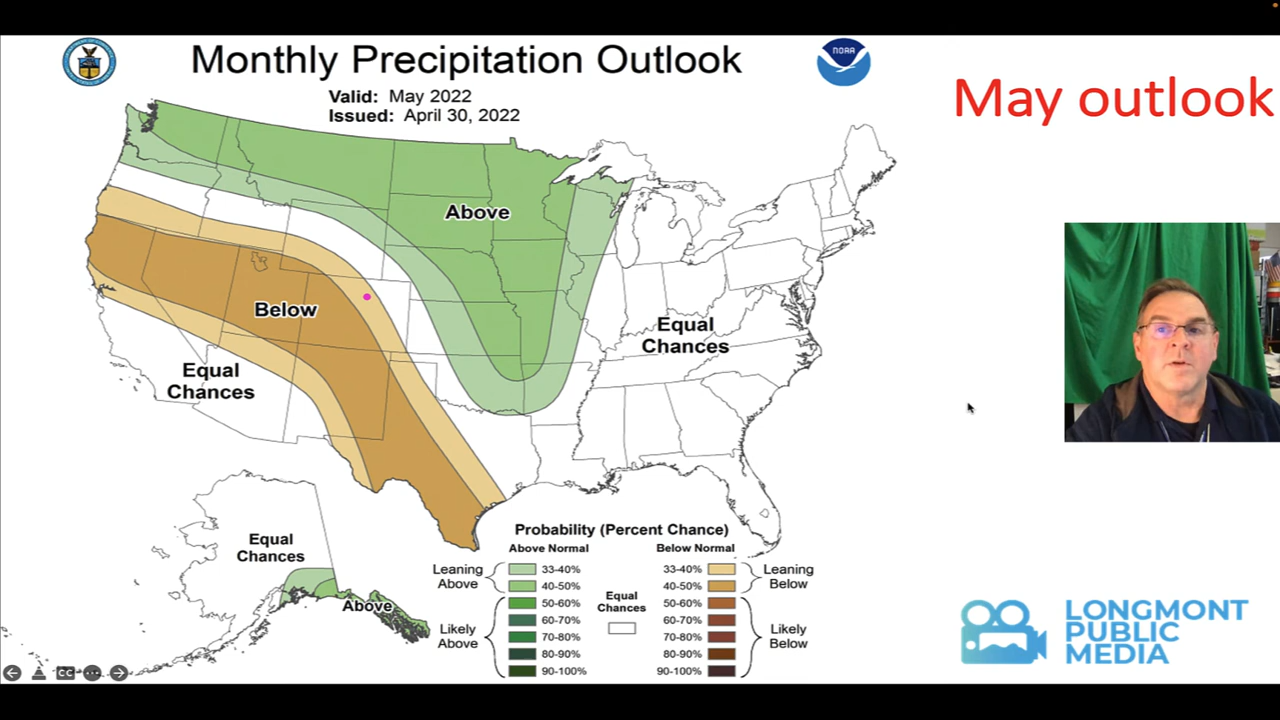 Monthly Precipitation Outlook
NOAA
Valid: May 2022
Issued: April 30, 2022
May outlook
Above
Below
Equal
Chances
Equal
Chances
Equal
Chances
Above
Probability (Percent Chance)
Above Normal
Below Normal
Leaning
Above
33-40%
40-50%
Likely
Above
50-60%
60-70%
70-80%
80-90%
90-100%
Equal
Chances
33-40%
40-50%
Leaning
Below
50-60%
60-70%
70-80%
80-90%
90-100%
Likely
Below
LONGMONT
PUBLIC
MEDIA
CC